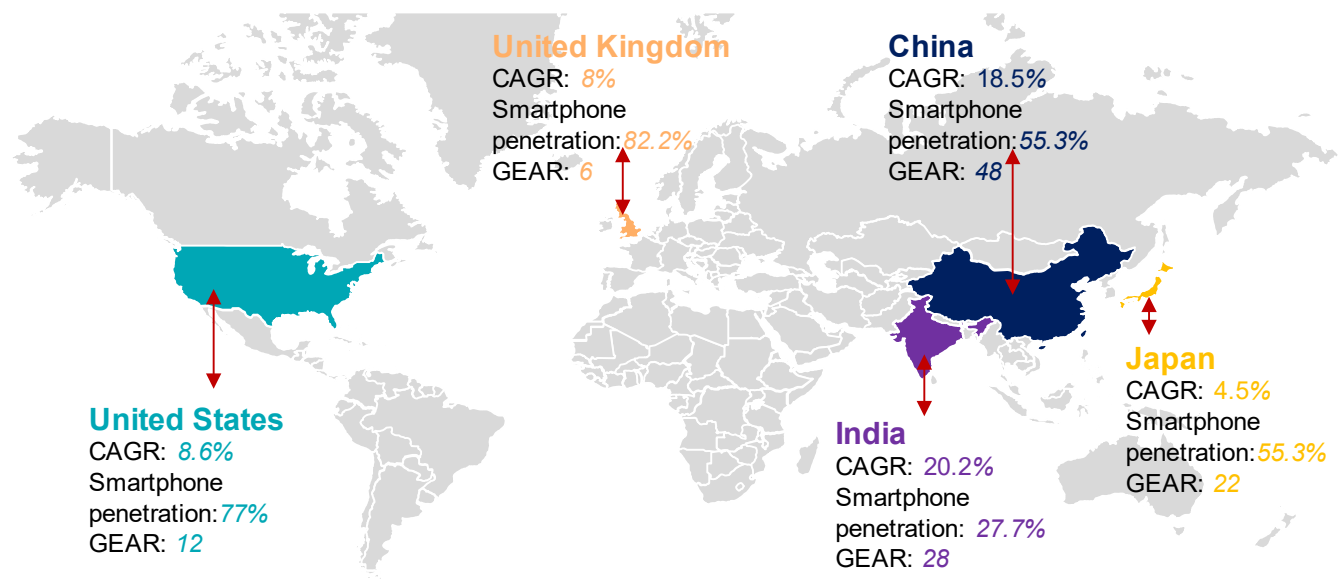 United Kingdom
CAGR: 8%
Smartphone
penetration: 82.2%
GEAR: 6
China
CAGR: 18.5%
Smartphone
penetration: 55.3%
GEAR: 48
United States
CAGR: 8.6%
Smartphone
penetration: 77%
GEAR: 12
India
CAGR: 20.2%
Smartphone
penetration: 27.7%
GEAR: 28
Japan
CAGR: 4.5%
Smartphone
penetration: 55.3%
GEAR: 22